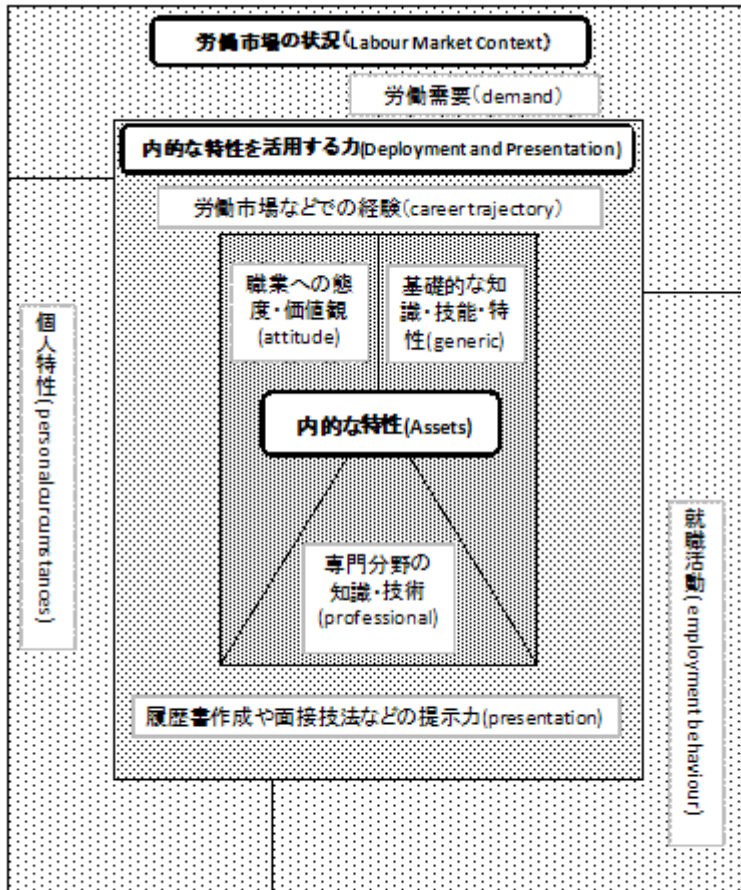 労働市場の状況(Labour Market Context)
労働需要(demand)
内的な特性を活用する力(Deployment and Presentation)
労働市場などでの経験(career trajectory)
職業への態
度・価値観
(attitude)
基礎的な知
識・技能・特
性(generic)
個人特性(personal curcumstances)
内的な特性(Assets)
専門分野の
知識・技術
(professional)
就職活動(employment behaviour)
履歴書作成や面接技法などの提示力(presentation)